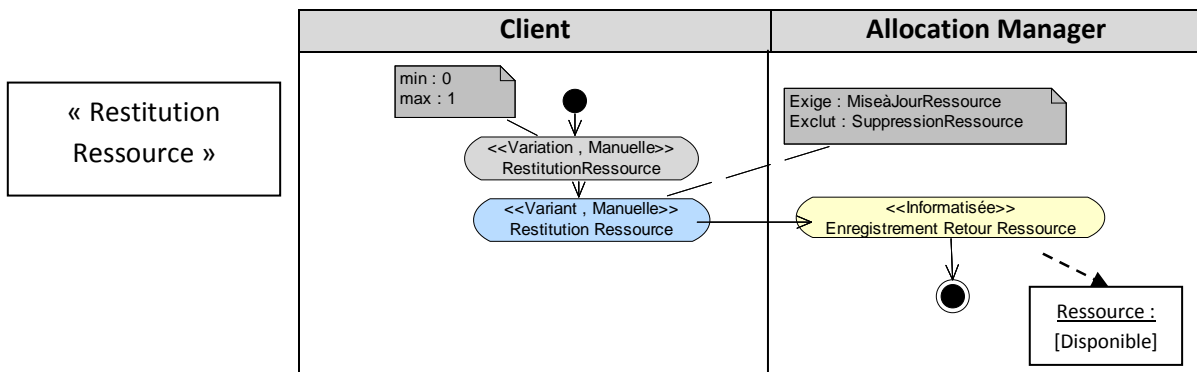 Client
Allocation Manager
« Restitution
Ressource »
min : 0
max : 1
Exige : MiseàJourRessource
Exclut : SuppressionRessource
<<Variation , Manuelle>>
RestitutionRessource
<<Variant , Manuelle>>
Restitution Ressource
<<Informatisée>>
Enregistrement Retour Ressource
Ressource :
[Disponible]